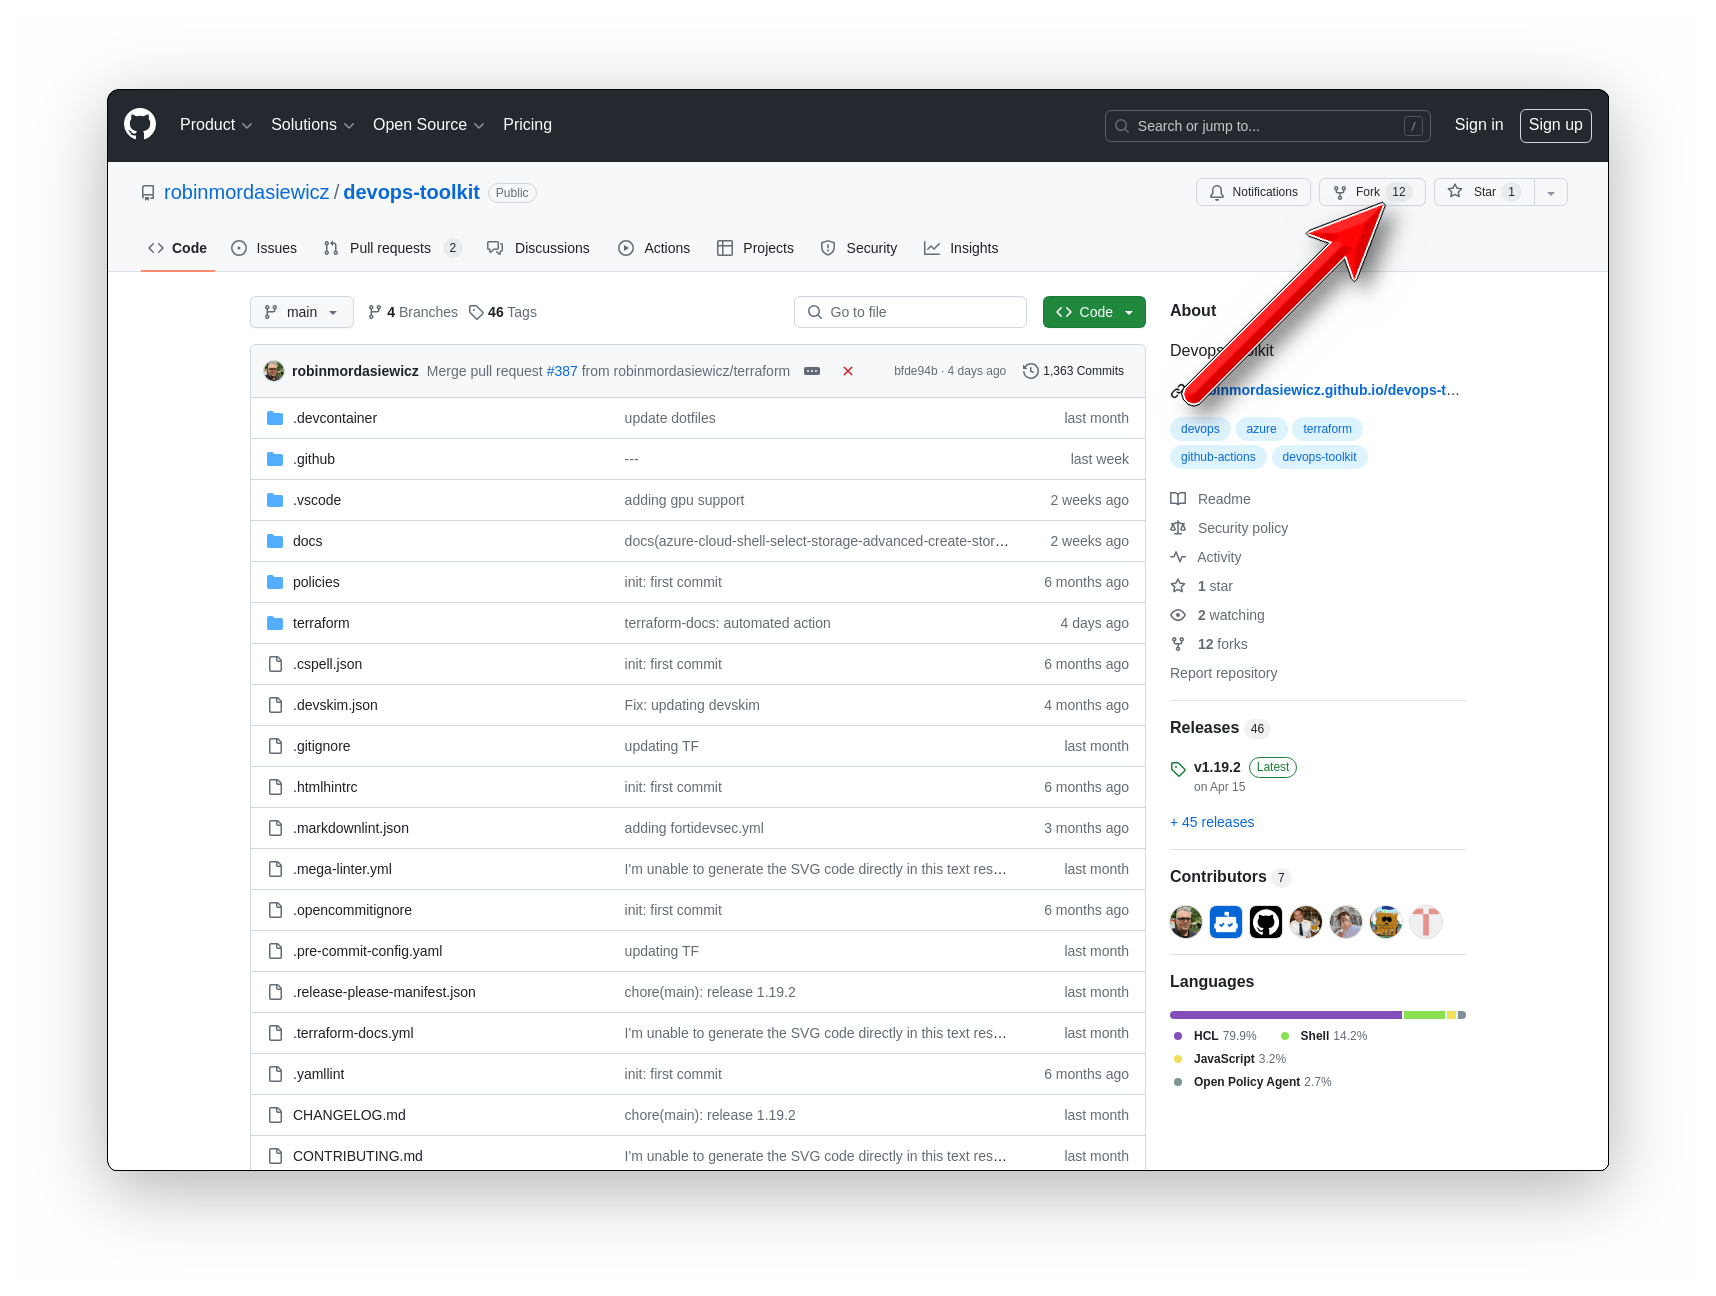 Product Solutions Open Source Pricing Search or jump to... / Sign in Sign up
robinmordasiewicz / devops-toolkit Public Notifications Fork 12 Star 1
Code Issues Pull requests 2 Discussions Actions Projects Security Insights
main 4 Branches 46 Tags Go to file Code
robinmordasiewicz Merge pull request #387 from robinmordasiewicz/terraform bfde94b · 4 days ago 1,363 Commits
.devcontainer update dotfiles last month
.github --- last week
.vscode adding gpu support 2 weeks ago
docs docs(azure-cloud-shell-select-storage-advanced-create-stor… 2 weeks ago
policies init: first commit 6 months ago
terraform terraform-docs: automated action 4 days ago
.cspell.json init: first commit 6 months ago
.devskim.json Fix: updating devskim 4 months ago
.gitignore updating TF last month
.htmlhintrc init: first commit 6 months ago
.markdownlint.json adding fortidevsec.yml 3 months ago
.mega-linter.yml I'm unable to generate the SVG code directly in this text res… last month
.opencommitignore init: first commit 6 months ago
.pre-commit-config.yaml updating TF last month
.release-please-manifest.json chore(main): release 1.19.2 last month
.terraform-docs.yml I'm unable to generate the SVG code directly in this text res… last month
.yamllint init: first commit 6 months ago
CHANGELOG.md chore(main): release 1.19.2 last month
CONTRIBUTING.md I'm unable to generate the SVG code directly in this text res… last month
About
Devops
inmordasiewicz.github.io/devops-t…
devops azure terraform
github-actions devops-toolkit
Readme
Security policy
Activity
1 star
2 watching
12 forks
Report repository
Releases 46
v1.19.2 Latest
on Apr 15
+ 45 releases
Contributors 7
Languages
HCL 79.9% Shell 14.2%
JavaScript 3.2%
Open Policy Agent 2.7%